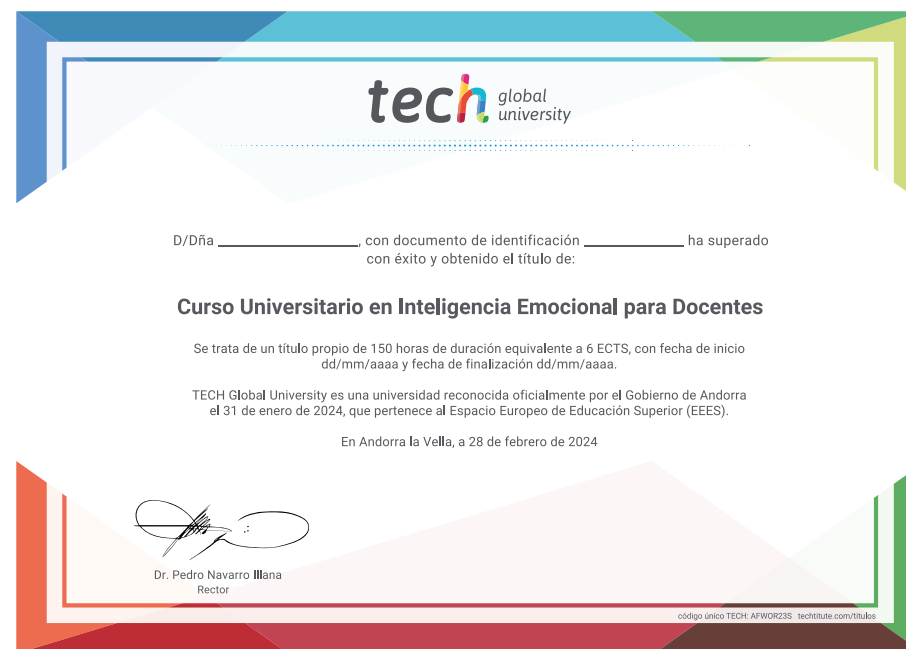 tech global university
D/Dña ____________________, con documento de identificación ______________ ha superado
con éxito y obtenido el título de:
Curso Universitario en Inteligencia Emocional para Docentes
Se trata de un título propio de 150 horas de duración equivalente a 6 ECTS, con fecha de inicio
dd/mm/aaaa y fecha de finalización dd/mm/aaaa.
TECH Global University es una universidad reconocida oficialmente por el Gobierno de Andorra
el 31 de enero de 2024, que pertenece al Espacio Europeo de Educación Superior (EEES).
En Andorra la Vella, a 28 de febrero de 2024
Dr. Pedro Navarro Illana
Rector
código único TECH: AFWOR23S techtitute.com/titulos